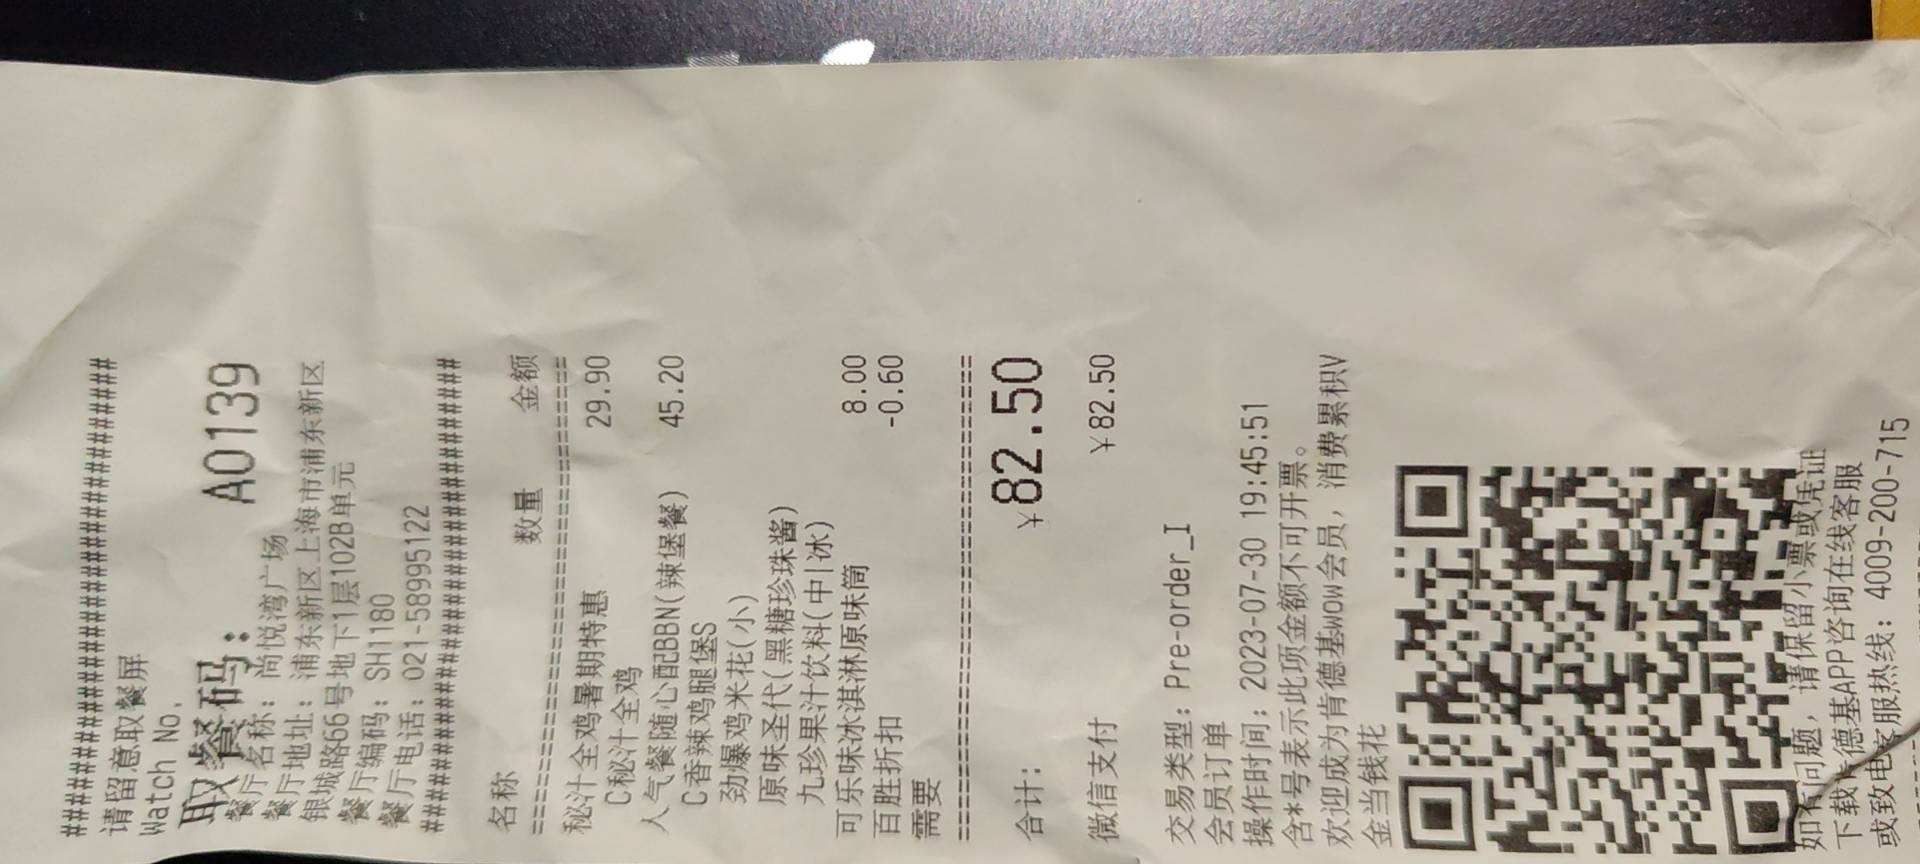 ########################################
请留意取餐屏
Watch No.
取餐码: A0139
餐厅名称: 尚悦湾广场
餐厅地址: 浦东新区上海市浦东新区
银城路66号地下1层102B单元
餐厅编码: SH1180
餐厅电话: 021-58995122
########################################
名称 数量 金额
========================================
秘汁全鸡暑期特惠 29.90
C秘汁全鸡
人气餐随心配BBN(辣堡餐) 45.20
C香辣鸡腿堡S
劲爆鸡米花(小)
原味圣代(黑糖珍珠酱)
九珍果汁饮料(中|冰)
可乐味冰淇淋原味筒 8.00
百胜折扣 -0.60
需要
========================================
合计: ¥82.50
微信支付 ¥82.50
交易类型: Pre-order_I
会员订单
操作时间: 2023-07-30 19:45:51
含*号表示此项金额不可开票。
欢迎成为肯德基WOW会员, 消费累积V
金当钱花
如有问题, 请保留小票或凭证
下载肯德基APP咨询在线客服
或致电客服热线: 4009-200-715